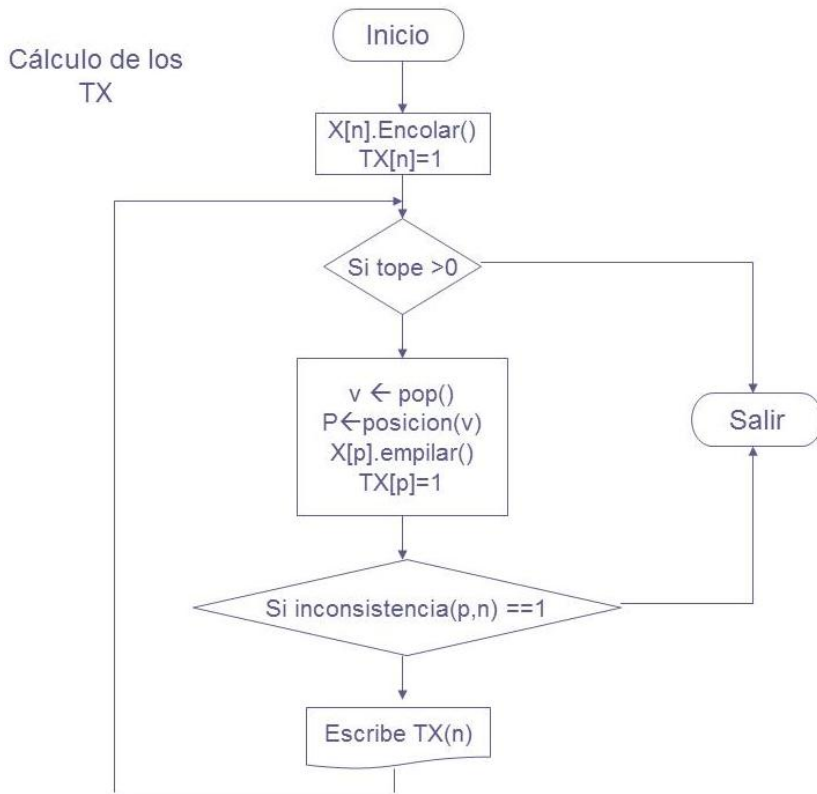 Cálculo de los
TX
Inicio
X[n].Encolar()
TX[n]=1
Si tope >0
v ← pop()
P←posicion(v)
X[p].empilar()
TX[p]=1
Salir
Si inconsistencia(p,n) ==1
Escribe TX(n)